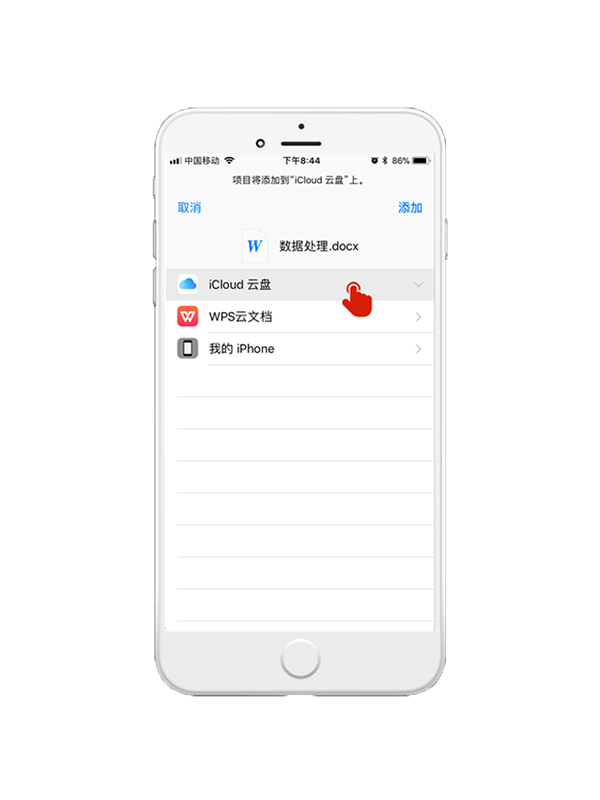 中国移动 下午8:44 86%
项目将添加到“iCloud 云盘”上。
取消 添加
W 数据处理.docx
iCloud 云盘
W WPS云文档
我的 iPhone